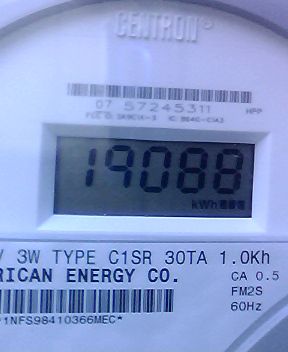 CENTRON®
07 57245311 HPP
19088
kWh
V 3W TYPE C1SR 30TA 1.0Kh
RICAN ENERGY CO. CA 0.5
FM2S
60Hz
1NFS98410366MEC*